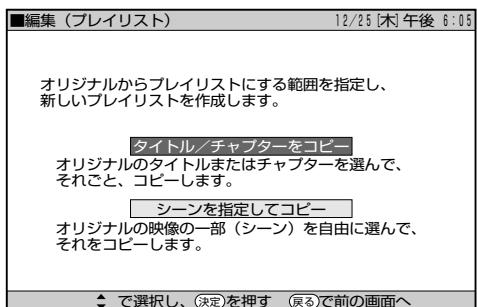 ■編集（プレイリスト） 12/25[木]午後 6:05
オリジナルからプレイリストにする範囲を指定し、
新しいプレイリストを作成します。
タイトル／チャプターをコピー
オリジナルのタイトルまたはチャプターを選んで、
それごと、コピーします。
シーンを指定してコピー
オリジナルの映像の一部（シーン）を自由に選んで、
それをコピーします。
で選択し、決定を押す 戻るで前の画面へ